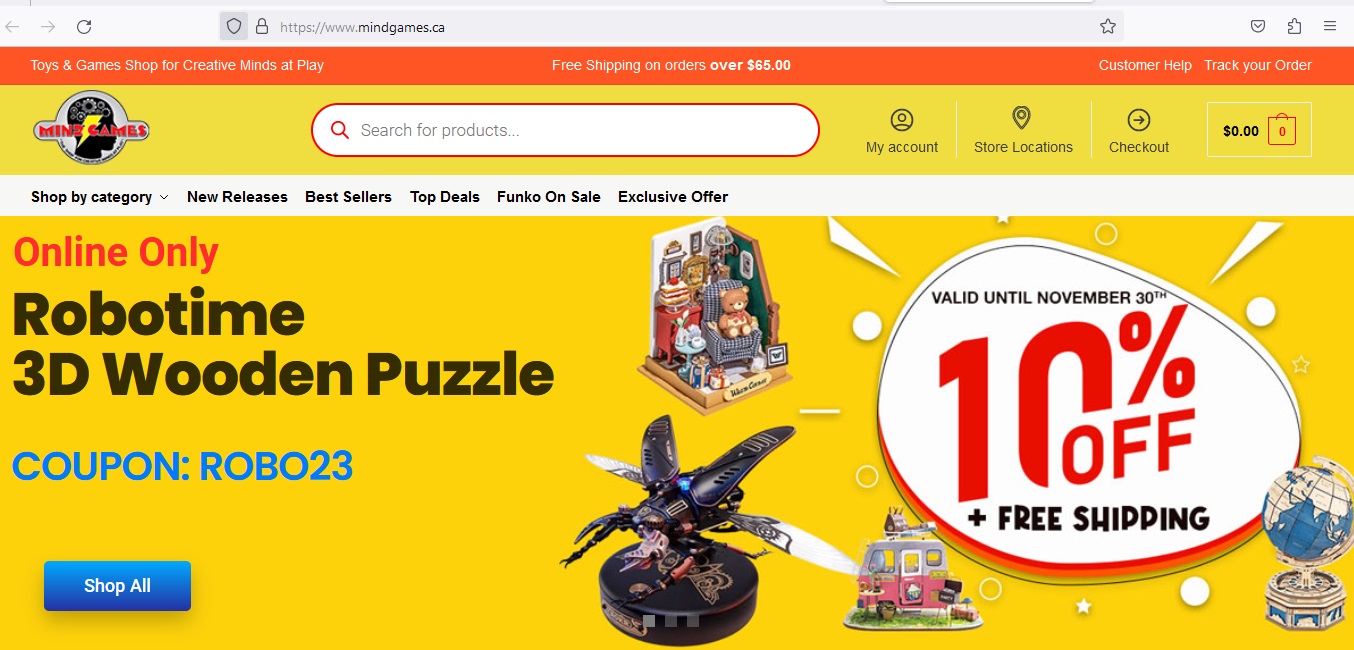 https://www.mindgames.ca
Toys & Games Shop for Creative Minds at Play
Free Shipping on orders over $65.00
Customer Help
Track your Order
MIND GAMES
Search for products...
My account
Store Locations
Checkout
$0.00
0
Shop by category
New Releases
Best Sellers
Top Deals
Funko On Sale
Exclusive Offer
Online Only
Robotime
3D Wooden Puzzle
COUPON: ROBO23
Shop All
VALID UNTIL NOVEMBER 30TH
10%
OFF
+ FREE SHIPPING